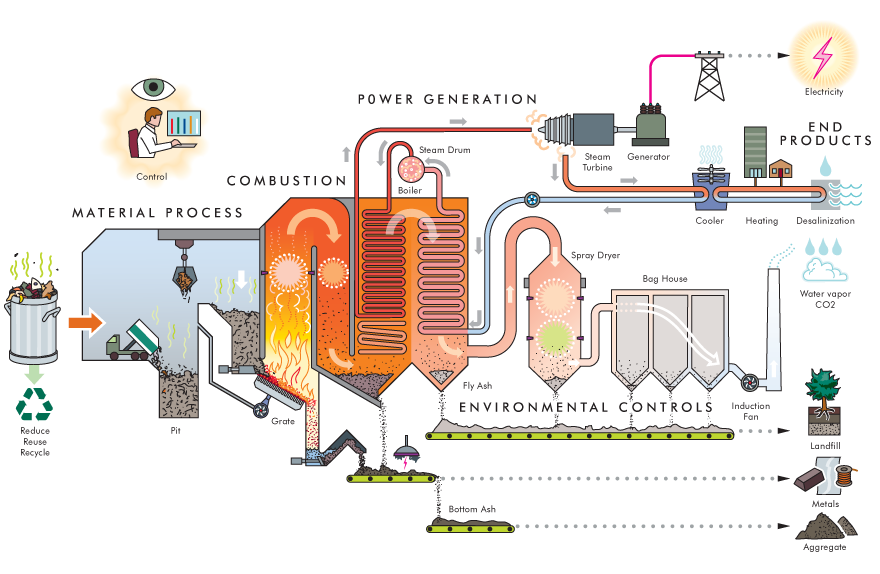 POWER GENERATION
Electricity
END
PRODUCTS
Steam Drum
Steam
Turbine
Generator
Control
COMBUSTION
Boiler
MATERIAL PROCESS
Cooler
Heating
Desalinization
Spray Dryer
Bag House
Water vapor
CO2
Fly Ash
ENVIRONMENTAL CONTROLS
Induction
Fan
Grate
Pit
Reduce
Reuse
Recycle
Landfill
Metals
Bottom Ash
Aggregate